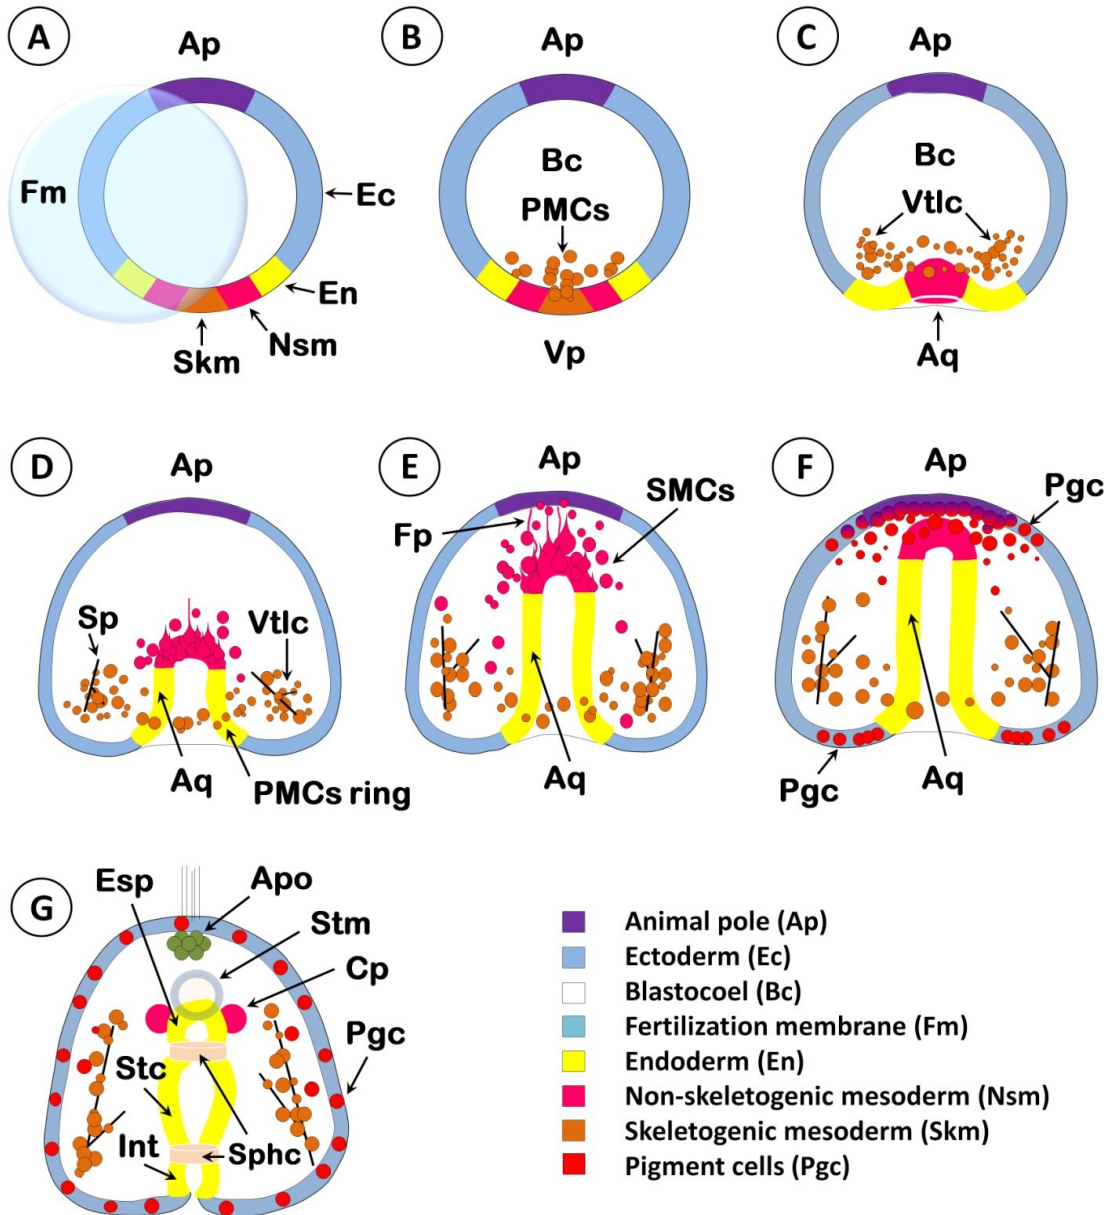 A
Ap
Fm
Ec
En
Nsm
Skm
B
Ap
Bc
PMCs
Vp
C
Ap
Bc
Vtlc
Aq
D
Ap
Sp
Vtlc
Aq
PMCs ring
E
Ap
SMCs
Fp
Aq
F
Ap
Pgc
Aq
Pgc
G
Esp
Apo
Stm
Cp
Pgc
Stc
Int
Sphc
Animal pole (Ap)
Ectoderm (Ec)
Blastocoel (Bc)
Fertilization membrane (Fm)
Endoderm (En)
Non-skeletogenic mesoderm (Nsm)
Skeletogenic mesoderm (Skm)
Pigment cells (Pgc)